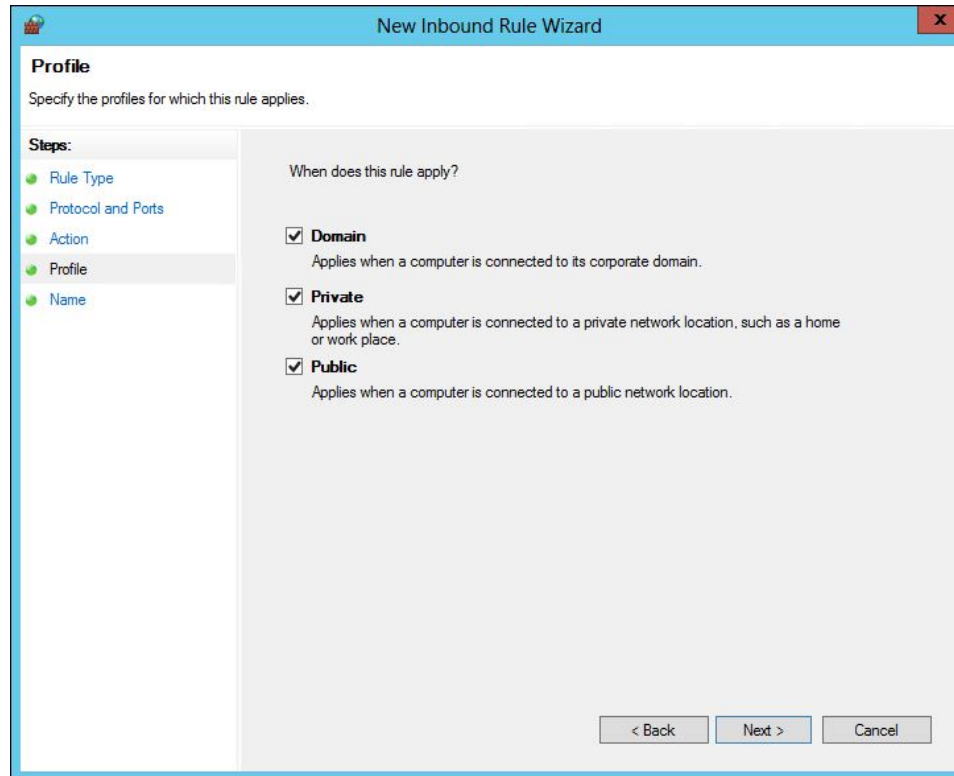 New Inbound Rule Wizard
x
Profile
Specify the profiles for which this rule applies.
Steps:
Rule Type
Protocol and Ports
Action
Profile
Name
When does this rule apply?
Domain
Applies when a computer is connected to its corporate domain.
Private
Applies when a computer is connected to a private network location, such as a home
or work place.
Public
Applies when a computer is connected to a public network location.
< Back
Next >
Cancel